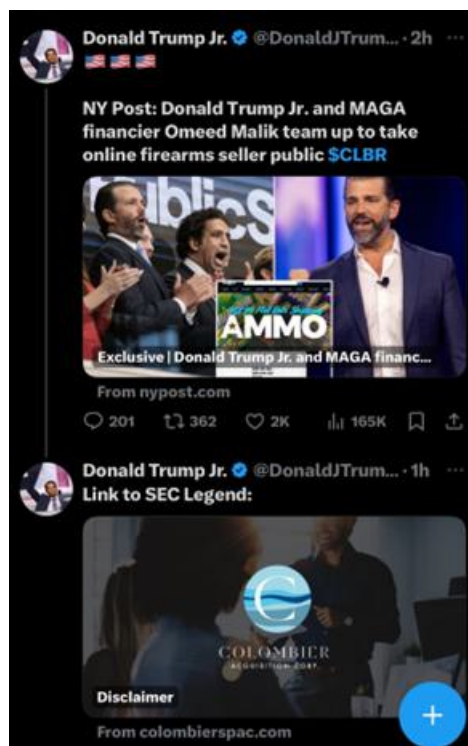 Donald Trump Jr. @DonaldJTrum... · 2h
NY Post: Donald Trump Jr. and MAGA
financier Omeed Malik team up to take
online firearms seller public $CLBR
ublicS
AMMO
Exclusive | Donald Trump Jr. and MAGA financ...
From nypost.com
201 362 2K 165K
Donald Trump Jr. @DonaldJTrum... · 1h
Link to SEC Legend:
C
COLOMBIER
ACQUISITION CORP.
Disclaimer
From colombierspac.com